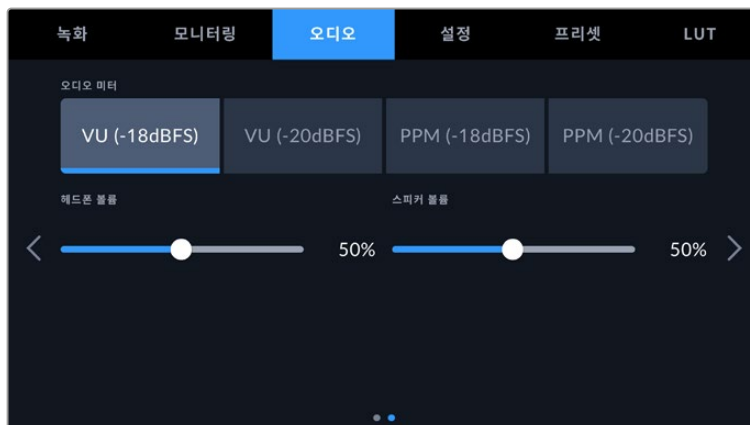 녹화 모니터링 오디오 설정 프리셋 LUT
오디오 미터
VU (-18dBFS) VU (-20dBFS) PPM (-18dBFS) PPM (-20dBFS)
헤드폰 볼륨 스피커 볼륨
50% 50%